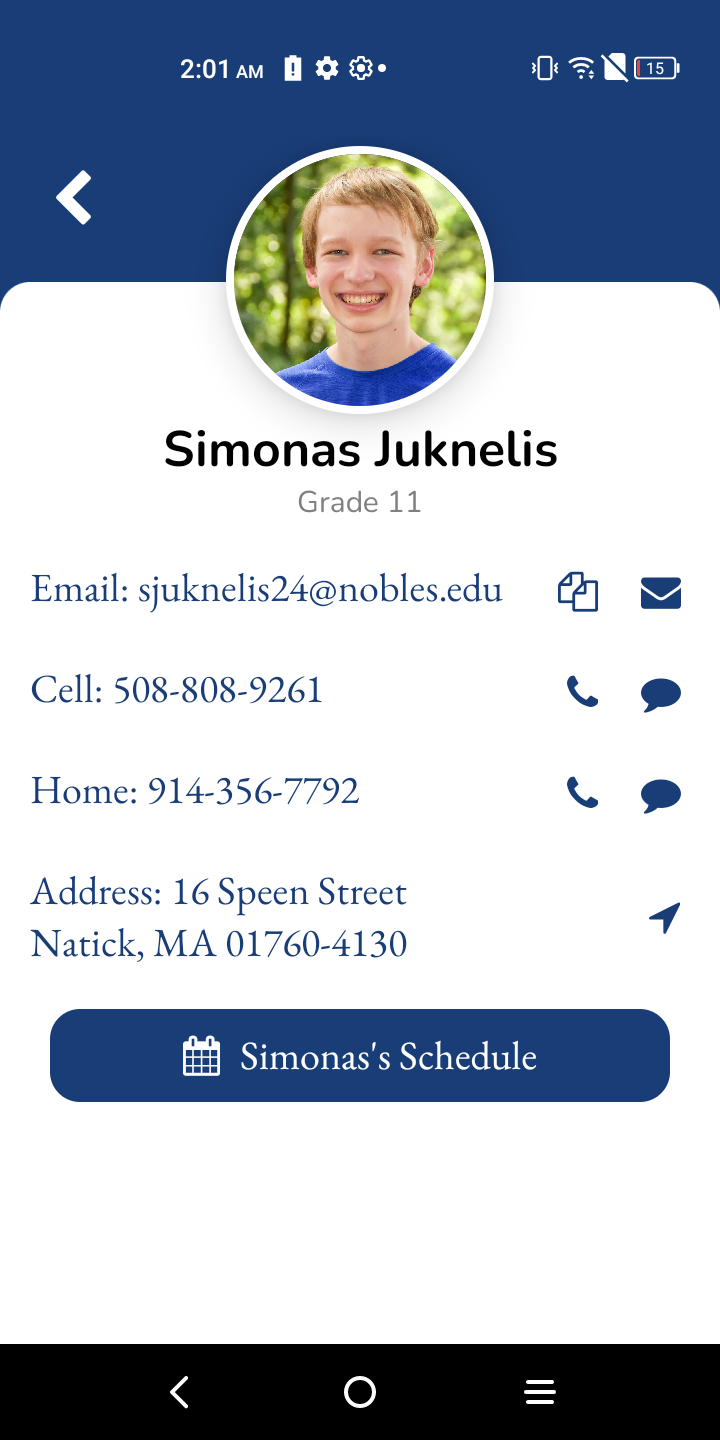 2:01 AM
15
Simonas Juknelis
Grade 11
Email: sjuknelis24@nobles.edu
Cell: 508-808-9261
Home: 914-356-7792
Address: 16 Speen Street
Natick, MA 01760-4130
Simonas's Schedule